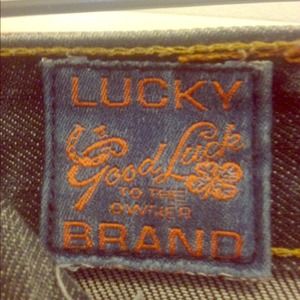 LUCKY
Good Luck
TO THE
OWNER
BRAND